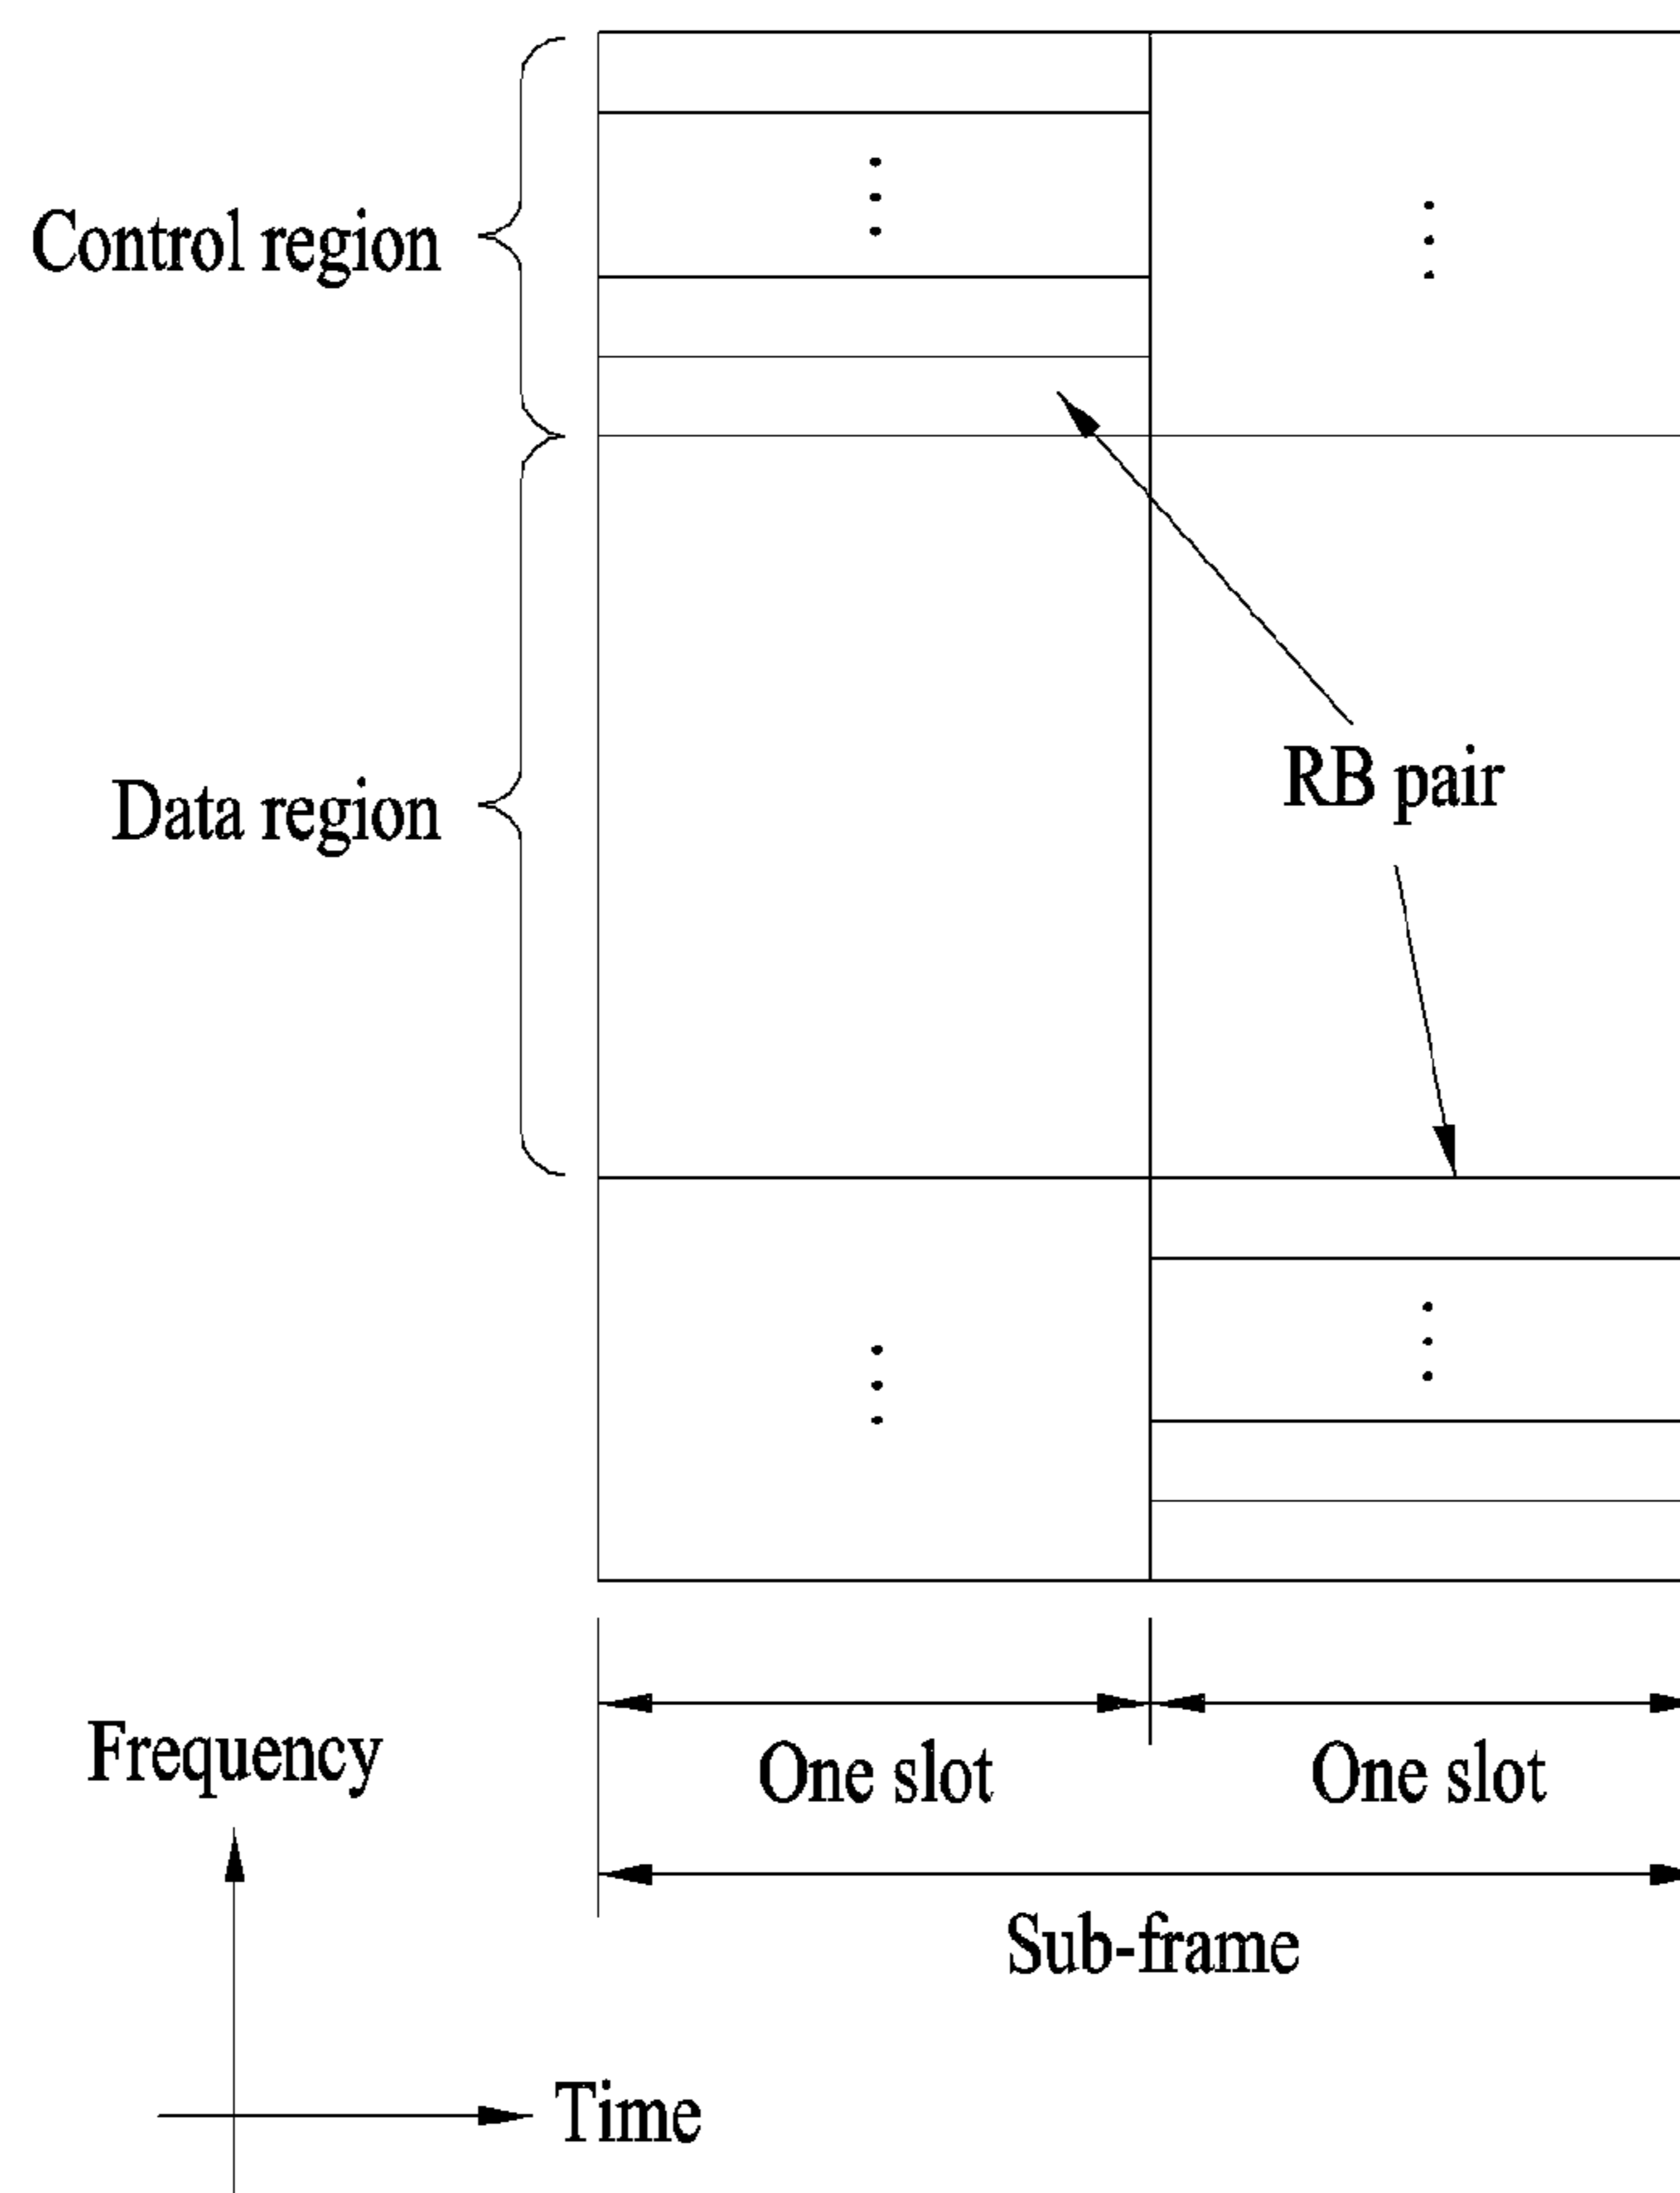 Control region
Data region
RB pair
One slot
One slot
Sub-frame
Frequency
Time